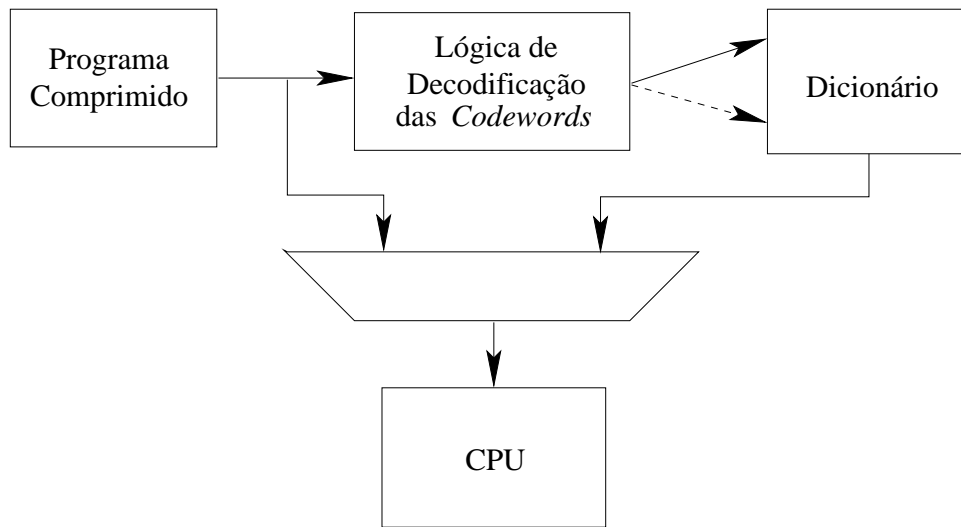 Programa
Comprimido
Lógica de
Decodificação
das Codewords
Dicionário
CPU